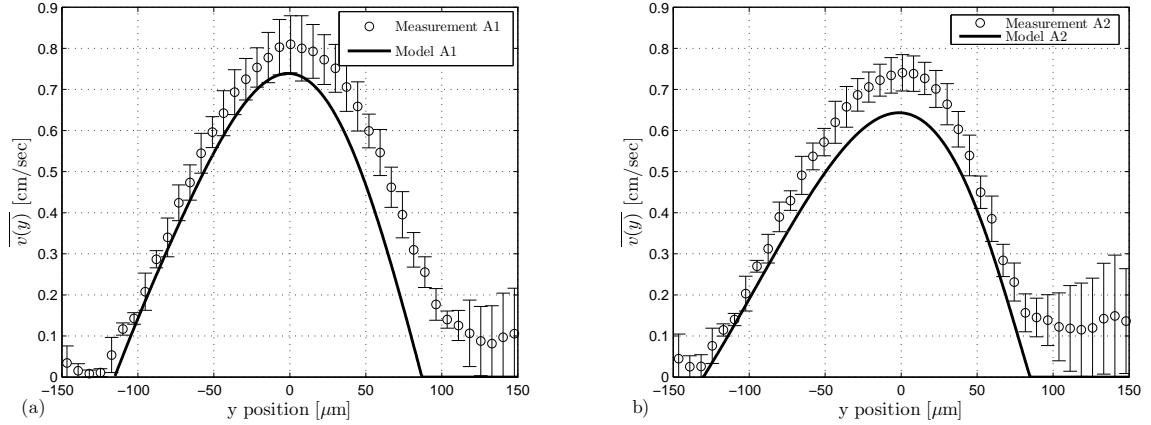 0.9
0.8
0.7
0.6
0.5
0.4
0.3
0.2
0.1
0
v(y) [cm/sec]
Measurement A1
Model A1
−150 −100 −50 0 50 100 150
y position [μm]
(a)
0.9
0.8
0.7
0.6
0.5
0.4
0.3
0.2
0.1
0
v(y) [cm/sec]
Measurement A2
Model A2
−150 −100 −50 0 50 100 150
y position [μm]
b)